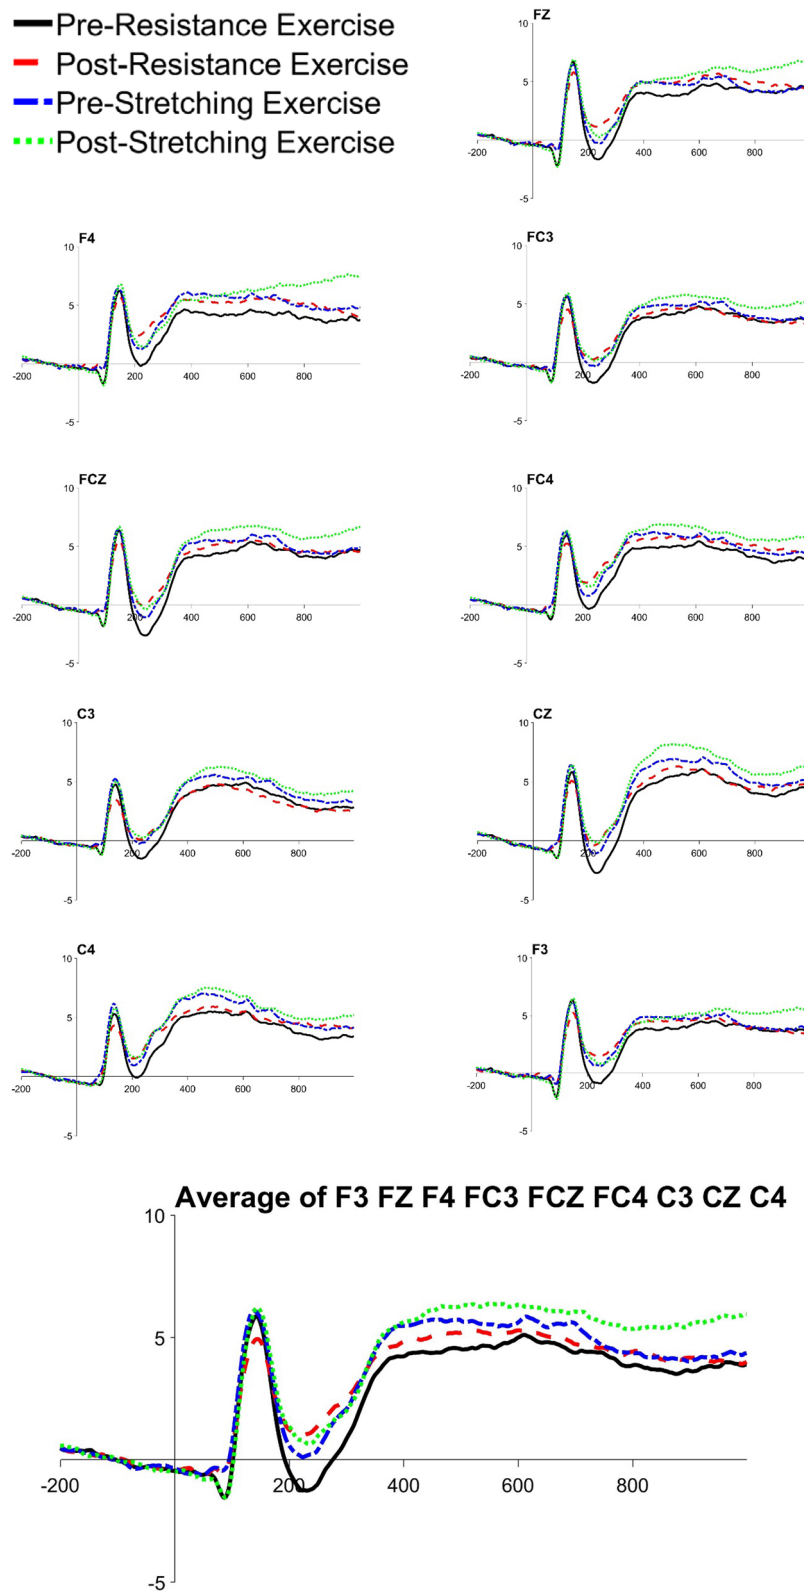 Pre-Resistance Exercise
Post-Resistance Exercise
Pre-Stretching Exercise
Post-Stretching Exercise
FZ
10
5
-200 200 400 600 800
-5
F4
10
5
-200 200 400 600 800
-5
FC3
10
5
-200 200 400 600 800
-5
FCZ
10
5
-200 200 400 600 800
-5
FC4
10
5
-200 200 400 600 800
-5
C3
10
5
-200 200 400 600 800
-5
CZ
10
5
-200 200 400 600 800
-5
C4
10
5
-200 200 400 600 800
-5
F3
10
5
-200 200 400 600 800
-5
Average of F3 FZ F4 FC3 FCZ FC4 C3 CZ C4
10
5
-200 200 400 600 800
-5